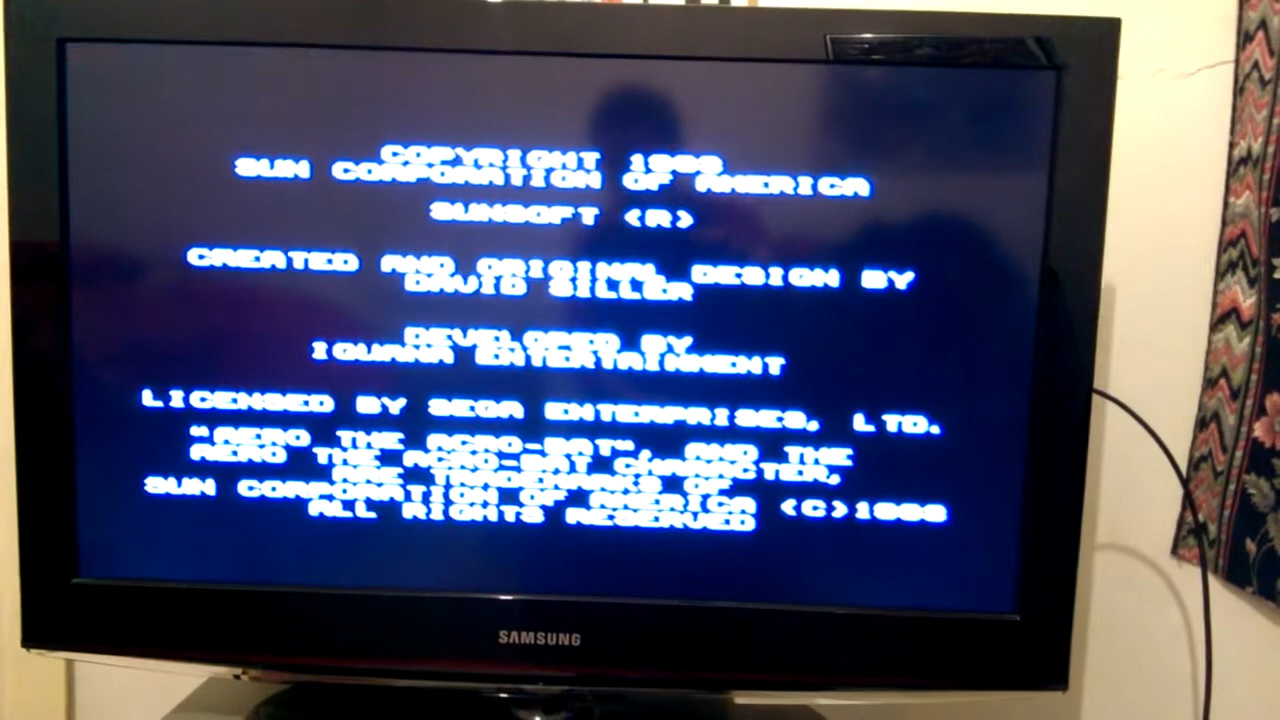 COPYRIGHT 1993
SUN CORPORATION OF AMERICA
SUNSOFT <R>
CREATED AND ORIGINAL DESIGN BY
DAVID SILLER
DEVELOPED BY
IGUANA ENTERTAINMENT
LICENSED BY SEGA ENTERPRISES, LTD.
"AERO THE ACRO-BAT", AND THE
AERO THE ACRO-BAT CHARACTER,
ARE TRADEMARKS OF
SUN CORPORATION OF AMERICA <C>1993
ALL RIGHTS RESERVED
SAMSUNG